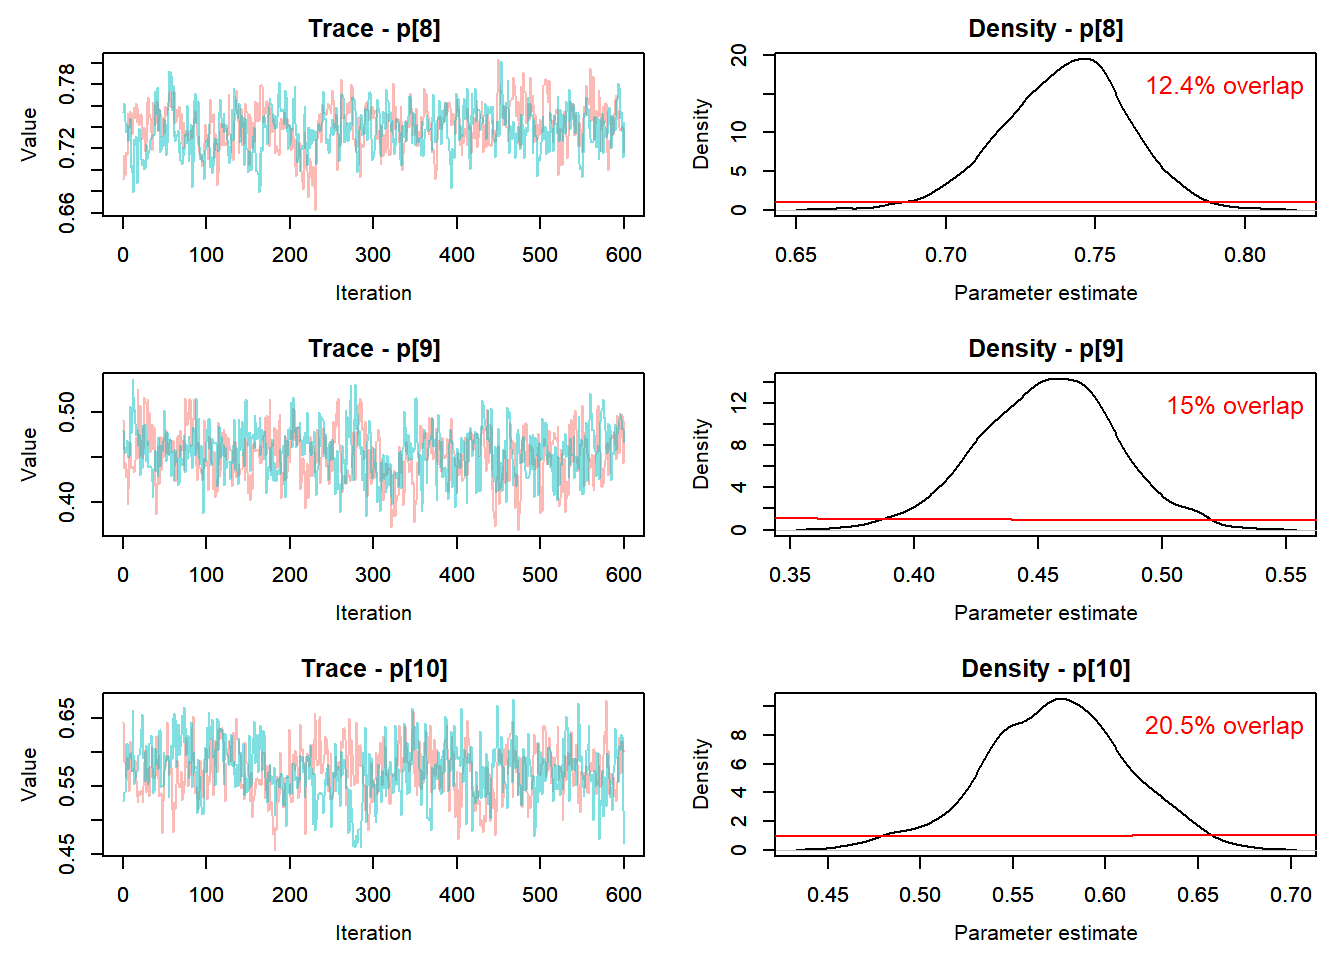 Trace - p[8]
Value
0.66 0.72 0.78
0 100 200 300 400 500 600
Iteration
Density - p[8]
12.4% overlap
Density
0 5 10 20
0.65 0.70 0.75 0.80
Parameter estimate
Trace - p[9]
Value
0.40 0.50
0 100 200 300 400 500 600
Iteration
Density - p[9]
15% overlap
Density
0 4 8 12
0.35 0.40 0.45 0.50 0.55
Parameter estimate
Trace - p[10]
Value
0.45 0.55 0.65
0 100 200 300 400 500 600
Iteration
Density - p[10]
20.5% overlap
Density
0 2 4 6 8
0.45 0.50 0.55 0.60 0.65 0.70
Parameter estimate